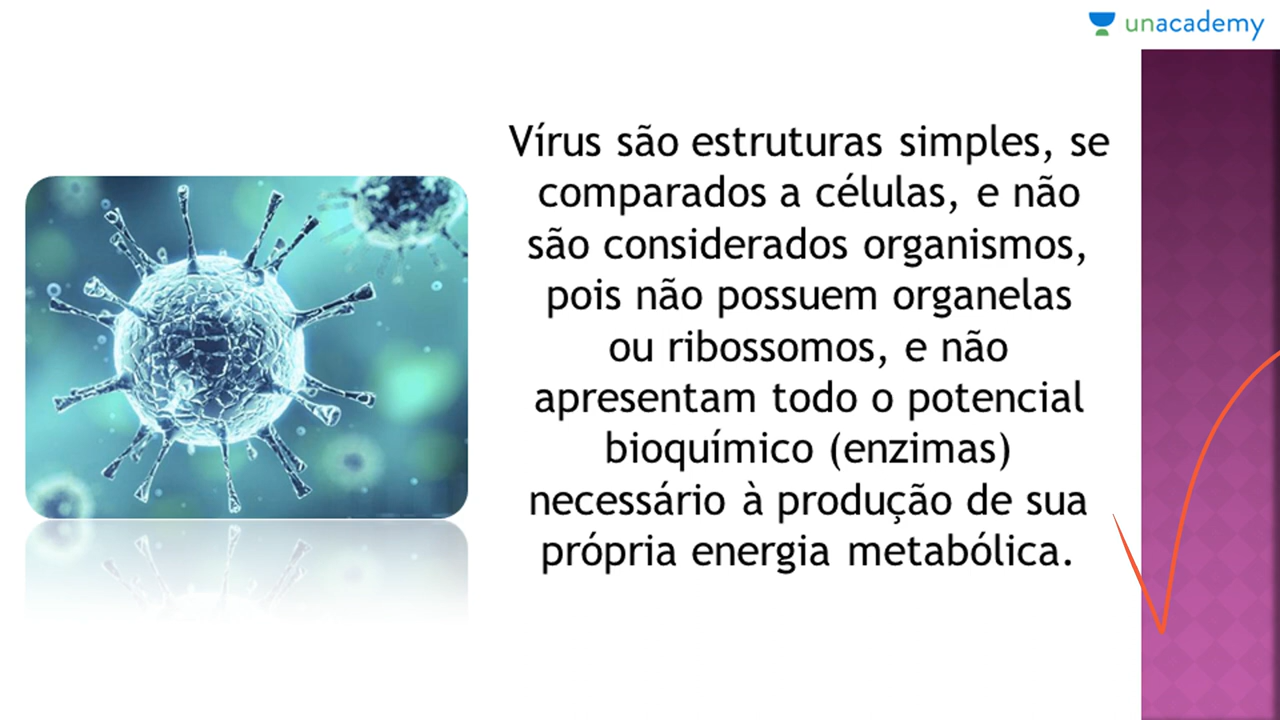 unacademy
Vírus são estruturas simples, se
comparados a células, e não
são considerados organismos,
pois não possuem organelas
ou ribossomos, e não
apresentam todo o potencial
bioquímico (enzimas)
necessário à produção de sua
própria energia metabólica.